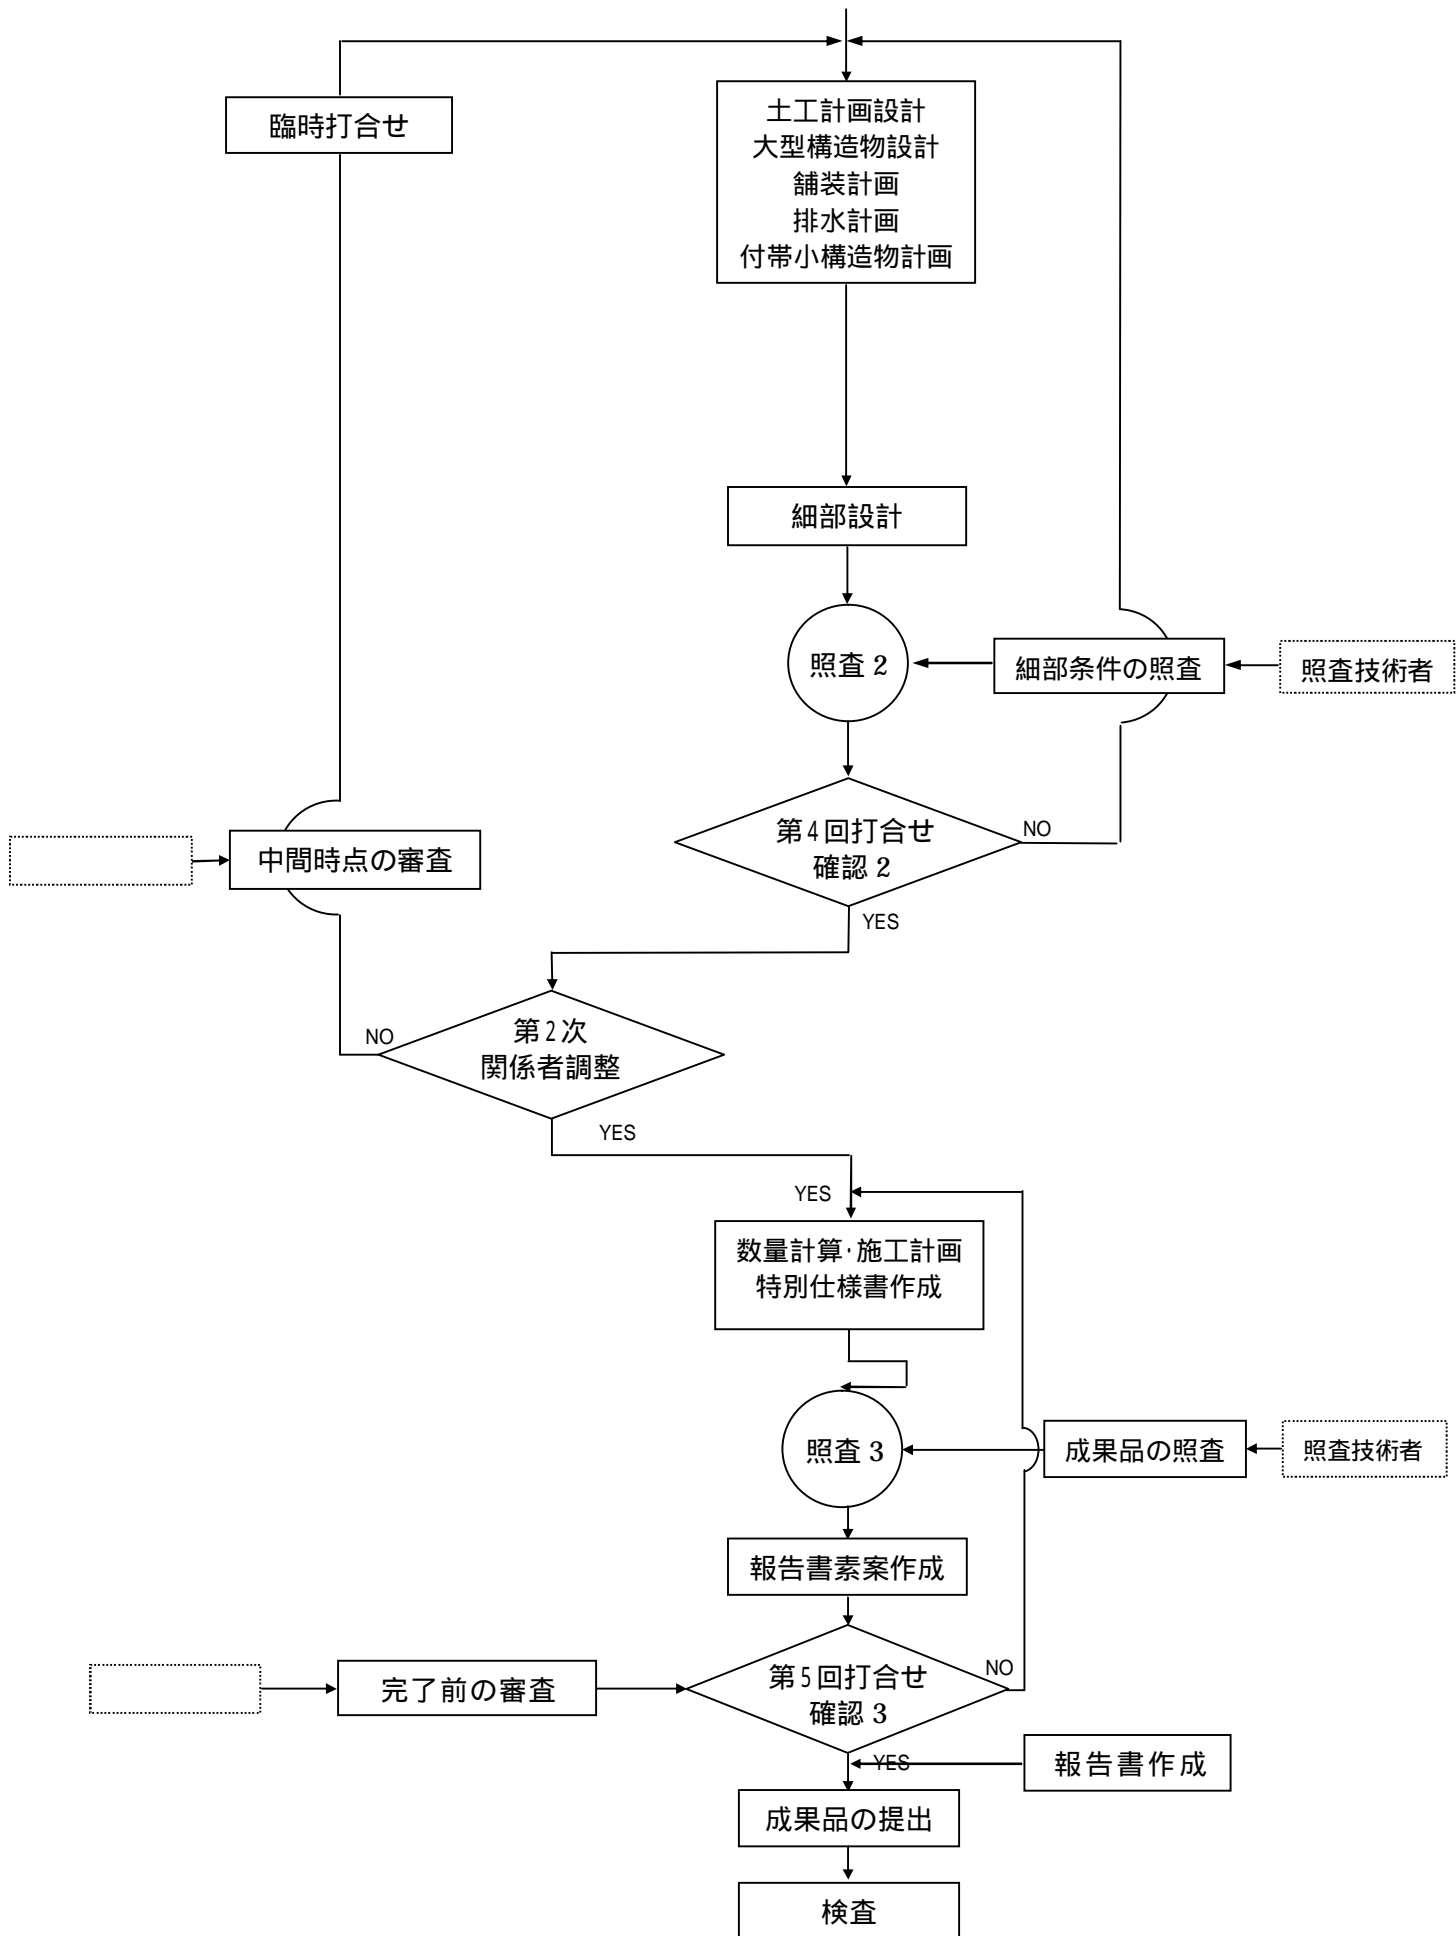 臨時打合せ
土工計画設計
大型構造物設計
舗装計画
排水計画
付帯小構造物計画
細部設計
照査 2
細部条件の照査
照査技術者
第4回打合せ
確認 2
NO
YES
中間時点の審査
第2次
関係者調整
NO
YES
YES
数量計算・施工計画
特別仕様書作成
照査 3
成果品の照査
照査技術者
報告書素案作成
完了前の審査
第5回打合せ
確認 3
NO
YES
報告書作成
成果品の提出
検査